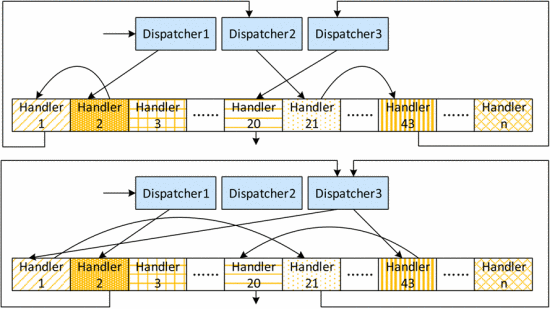 Dispatcher1 Dispatcher2 Dispatcher3
Handler Handler Handler ...... Handler Handler ...... Handler ...... Handler
1 2 3 20 21 43 n
Dispatcher1 Dispatcher2 Dispatcher3
Handler Handler Handler ...... Handler Handler ...... Handler ...... Handler
1 2 3 20 21 43 n